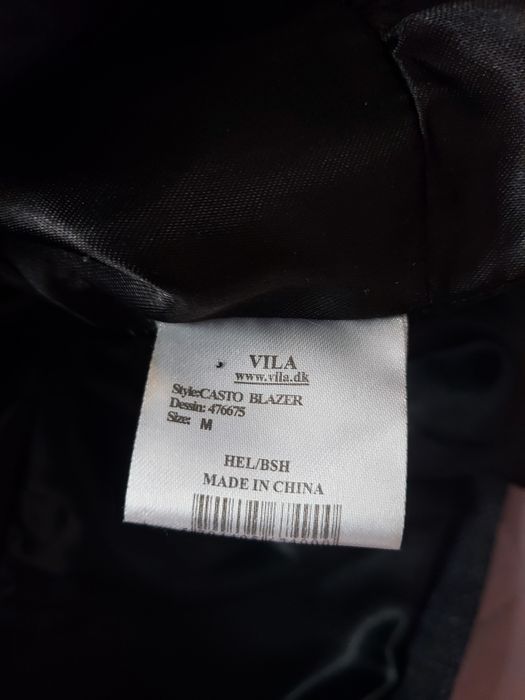 VILA
www.vila.dk
Style:CASTO BLAZER
Dessin: 476675
Size: M
HEL/BSH
MADE IN CHINA